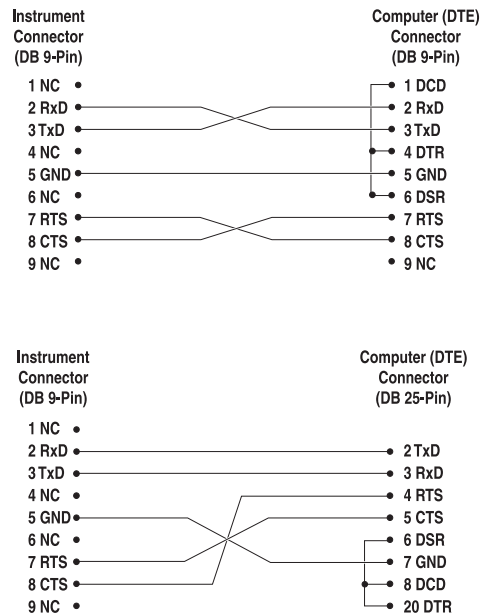 Instrument
Connector
(DB 9-Pin)
1 NC
2 RxD
3 TxD
4 NC
5 GND
6 NC
7 RTS
8 CTS
9 NC
Computer (DTE)
Connector
(DB 9-Pin)
1 DCD
2 RxD
3 TxD
4 DTR
5 GND
6 DSR
7 RTS
8 CTS
9 NC
Instrument
Connector
(DB 9-Pin)
1 NC
2 RxD
3 TxD
4 NC
5 GND
6 NC
7 RTS
8 CTS
9 NC
Computer (DTE)
Connector
(DB 25-Pin)
2 TxD
3 RxD
4 RTS
5 CTS
6 DSR
7 GND
8 DCD
20 DTR